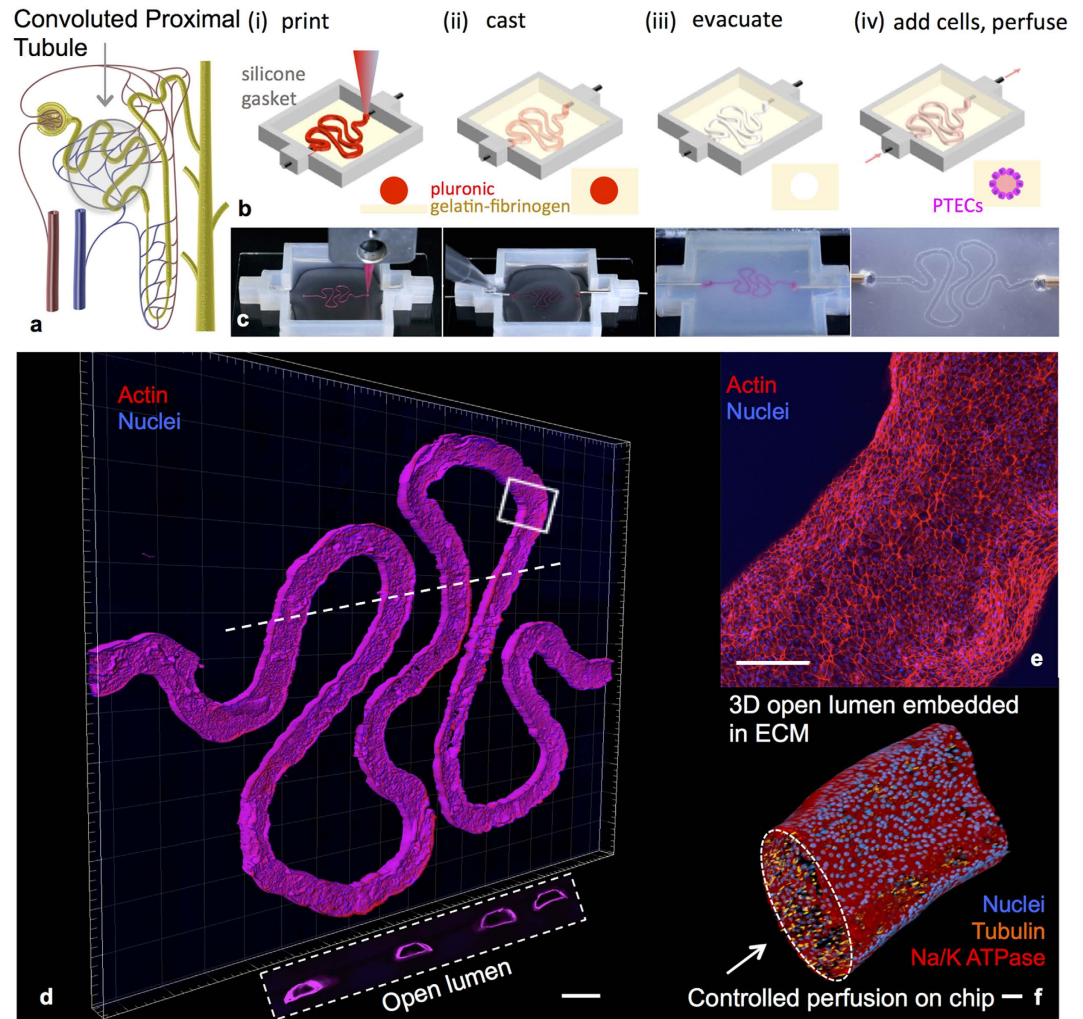 Convoluted Proximal
Tubule
a
(i) print
(ii) cast
(iii) evacuate
(iv) add cells, perfuse
silicone
gasket
pluronic
gelatin-fibrinogen
PTECs
b
c
Actin
Nuclei
Open lumen
d
Actin
Nuclei
e
3D open lumen embedded
in ECM
Nuclei
Tubulin
Na/K ATPase
Controlled perfusion on chip
f